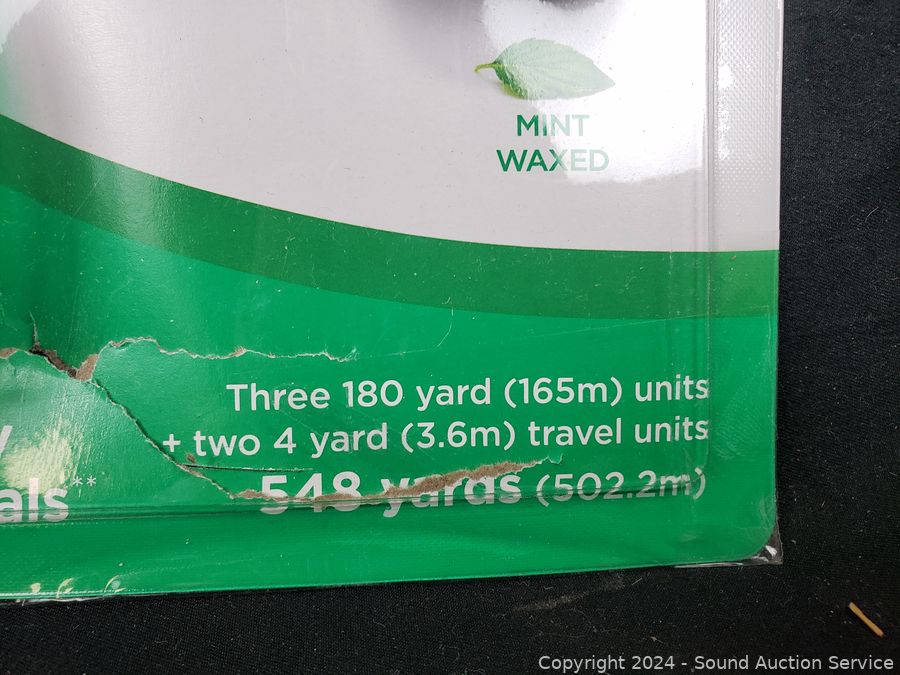 MINT
WAXED
Three 180 yard (165m) units
+ two 4 yard (3.6m) travel units
548 yards (502.2m)
als**
Copyright 2024 - Sound Auction Service